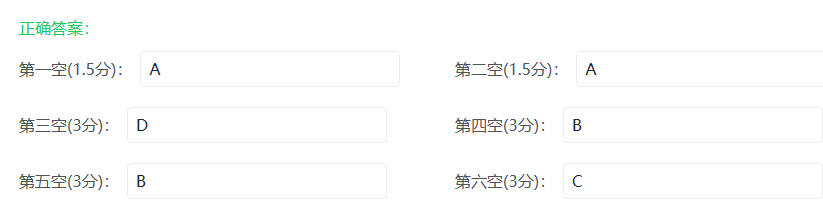 正确答案：
第一空(1.5分)： A 第二空(1.5分)： A
第三空(3分)： D 第四空(3分)： B
第五空(3分)： B 第六空(3分)： C